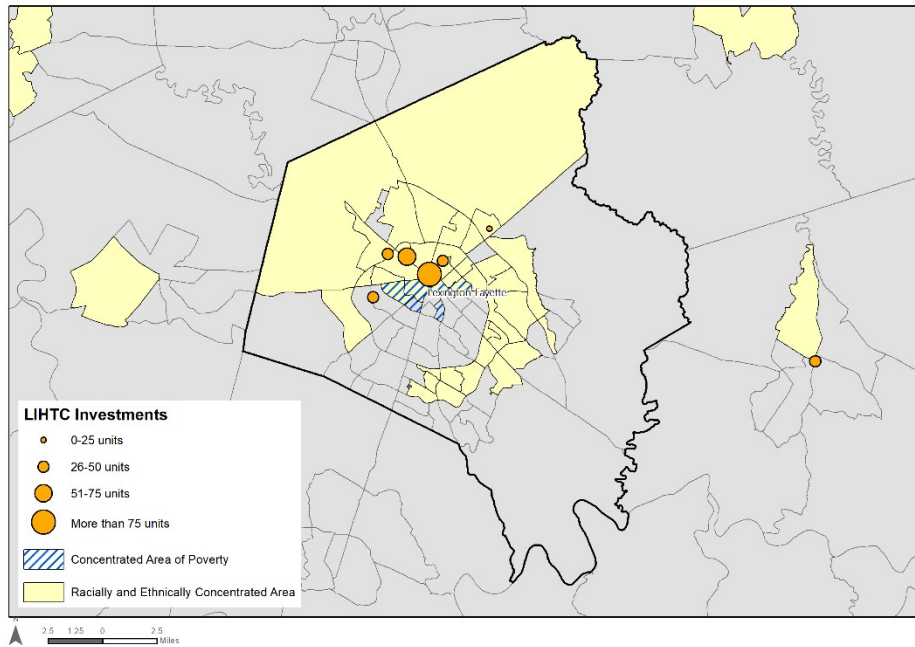 Lexington-Fayette
LIHTC Investments
0-25 units
26-50 units
51-75 units
More than 75 units
Concentrated Area of Poverty
Racially and Ethnically Concentrated Area
N
2.5 1.25 0 2.5
Miles